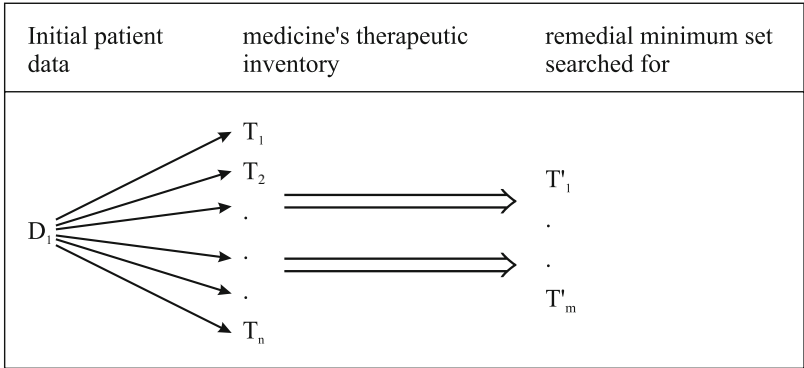 Initial patient data
medicine's therapeutic inventory
remedial minimum set searched for
D₁
T₁
T₂
.
.
.
Tₙ
T'₁
.
.
T'ₘ